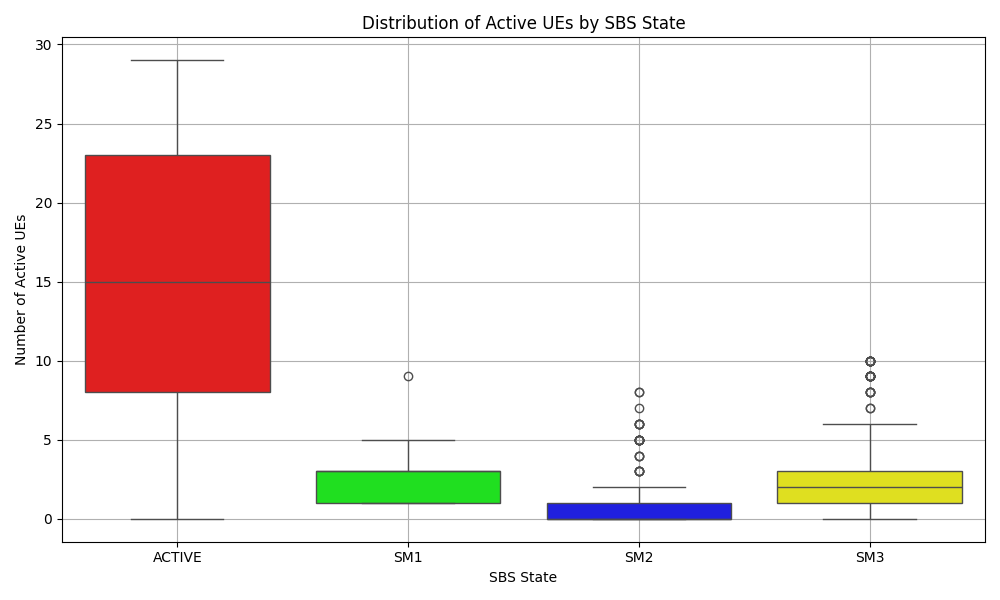 Distribution of Active UEs by SBS State
Number of Active UEs
30
25
20
15
10
5
0
ACTIVE SM1 SM2 SM3
SBS State